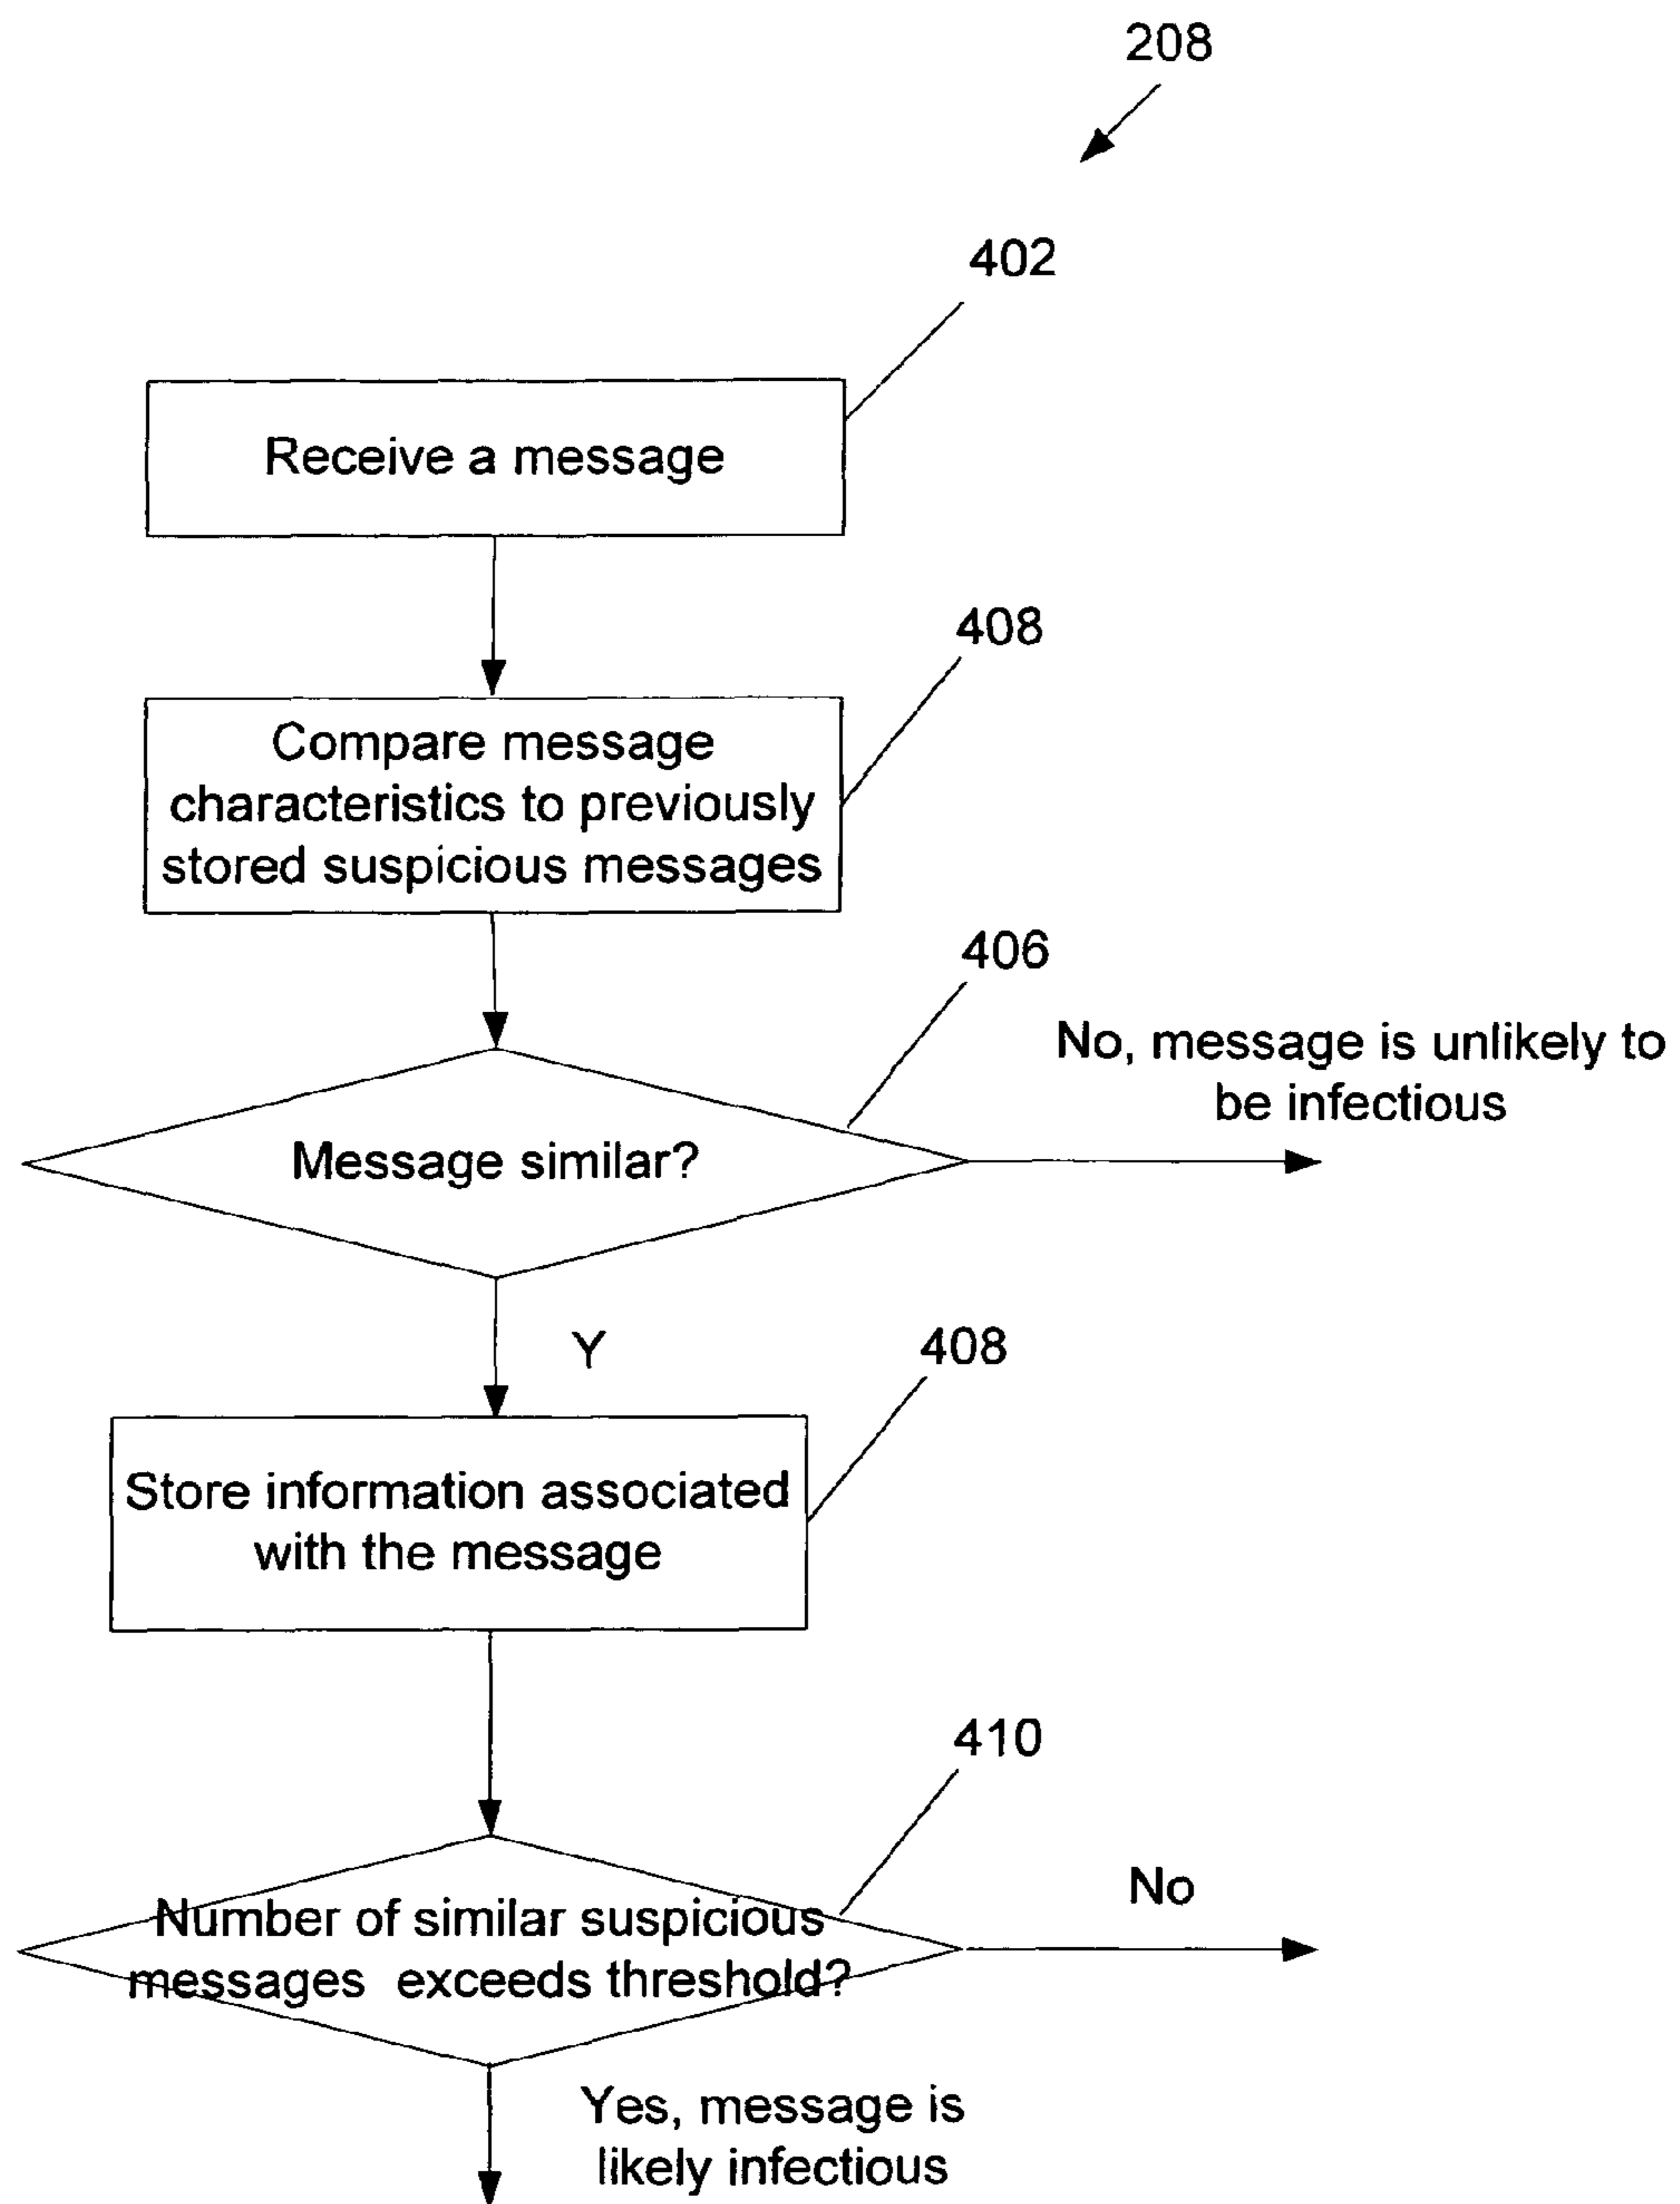 208
402
Receive a message
408
Compare message
characteristics to previously
stored suspicious messages
406
No, message is unlikely to
be infectious
Message similar?
Y
408
Store information associated
with the message
410
No
Number of similar suspicious
messages exceeds threshold?
Yes, message is
likely infectious